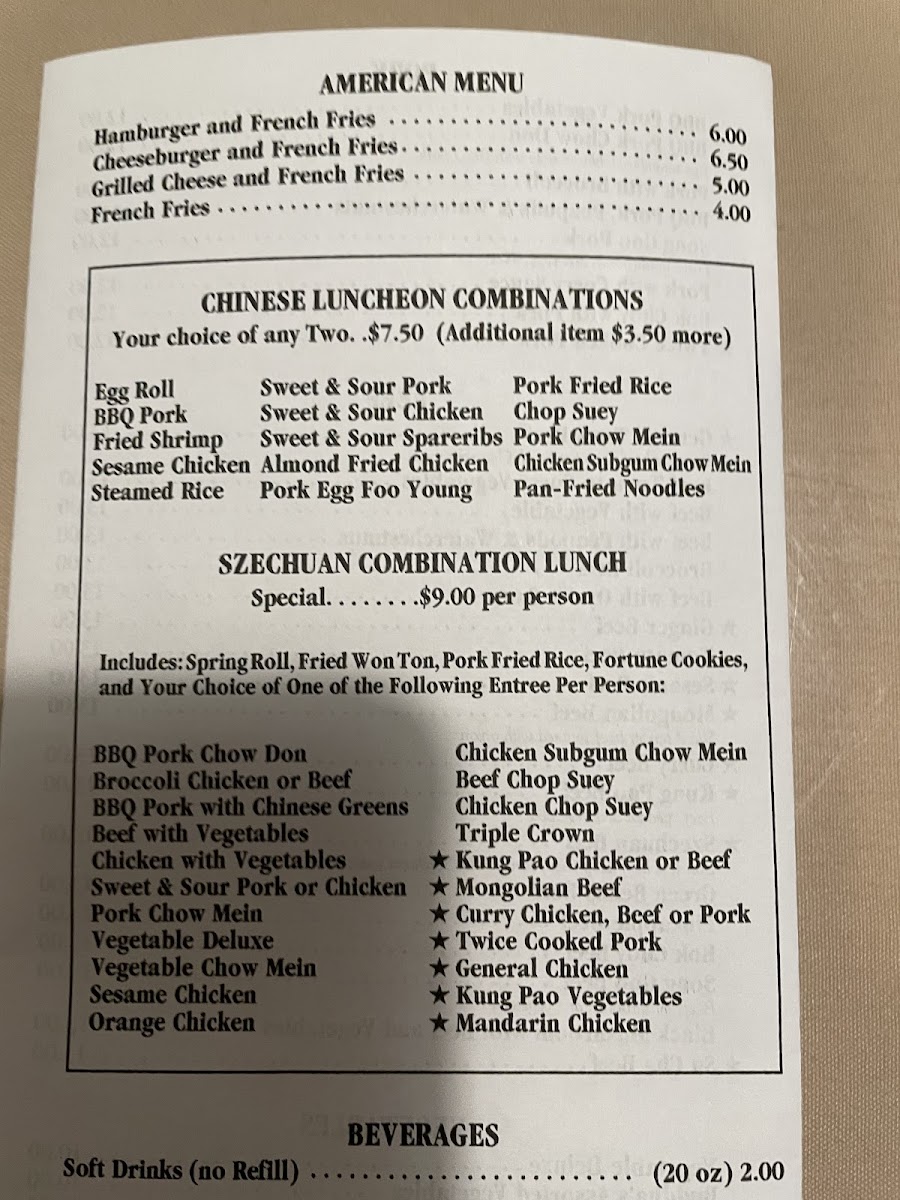 AMERICAN MENU
Hamburger and French Fries . . . . . . . . . . . . . . . . . . . . . . . . . . 6.00
Cheeseburger and French Fries. . . . . . . . . . . . . . . . . . . . . . . . . 6.50
Grilled Cheese and French Fries . . . . . . . . . . . . . . . . . . . . . . . . 5.00
French Fries . . . . . . . . . . . . . . . . . . . . . . . . . . . . . . . . . . . . . . . 4.00
CHINESE LUNCHEON COMBINATIONS
Your choice of any Two. .$7.50 (Additional item $3.50 more)
Egg Roll Sweet & Sour Pork Pork Fried Rice
BBQ Pork Sweet & Sour Chicken Chop Suey
Fried Shrimp Sweet & Sour Spareribs Pork Chow Mein
Sesame Chicken Almond Fried Chicken Chicken Subgum Chow Mein
Steamed Rice Pork Egg Foo Young Pan-Fried Noodles
SZECHUAN COMBINATION LUNCH
Special. . . . . . . .$9.00 per person
Includes: Spring Roll, Fried Won Ton, Pork Fried Rice, Fortune Cookies,
and Your Choice of One of the Following Entree Per Person:
BBQ Pork Chow Don Chicken Subgum Chow Mein
Broccoli Chicken or Beef Beef Chop Suey
BBQ Pork with Chinese Greens Chicken Chop Suey
Beef with Vegetables Triple Crown
Chicken with Vegetables ★ Kung Pao Chicken or Beef
Sweet & Sour Pork or Chicken ★ Mongolian Beef
Pork Chow Mein ★ Curry Chicken, Beef or Pork
Vegetable Deluxe ★ Twice Cooked Pork
Vegetable Chow Mein ★ General Chicken
Sesame Chicken ★ Kung Pao Vegetables
Orange Chicken ★ Mandarin Chicken
BEVERAGES
Soft Drinks (no Refill) . . . . . . . . . . . . . . . . . . . . . . . . . . (20 oz) 2.00